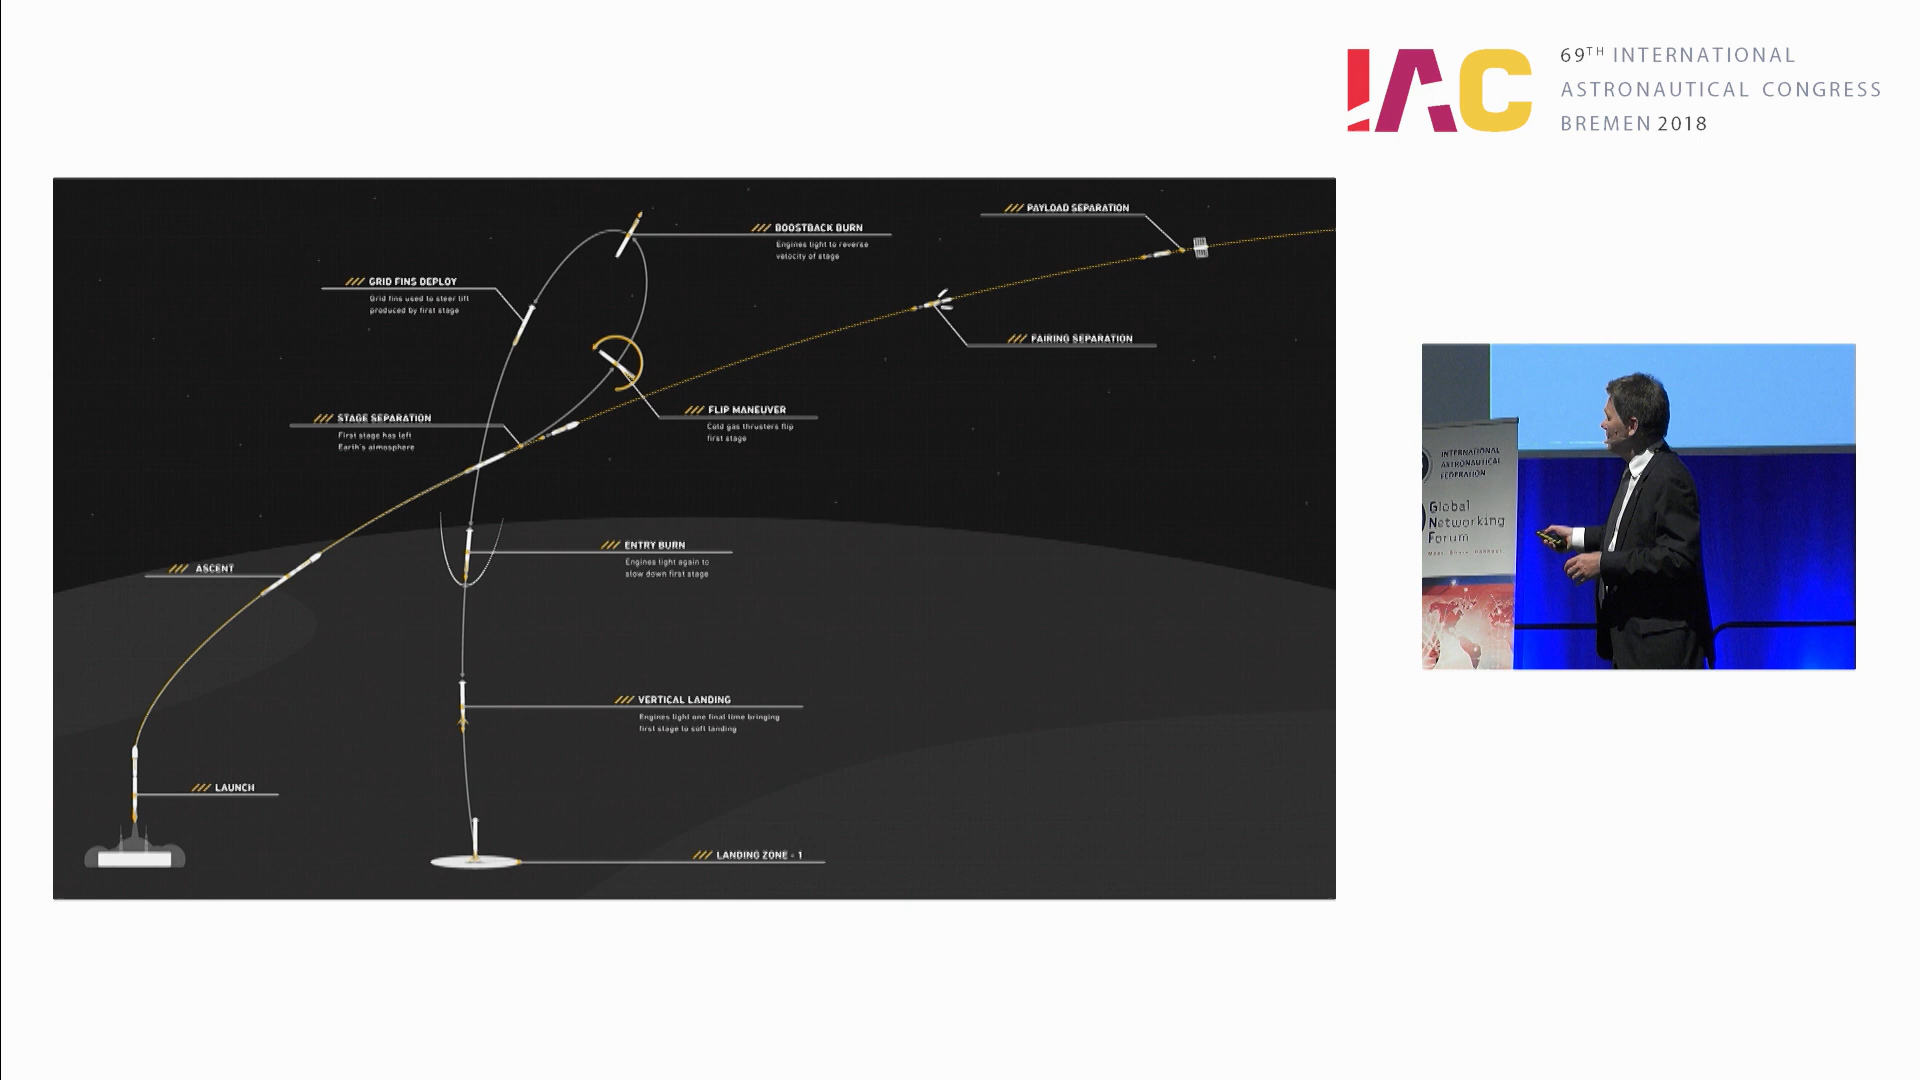 IAC
69TH INTERNATIONAL
ASTRONAUTICAL CONGRESS
BREMEN 2018
PAYLOAD SEPARATION
BOOSTBACK BURN
Engines light to reverse
velocity of stage
GRID FINS DEPLOY
Grid fins used to steer lift
produced by first stage
FAIRING SEPARATION
FLIP MANEUVER
Cold gas thrusters flip
first stage
STAGE SEPARATION
First stage has left
Earth's atmosphere
ENTRY BURN
Engines light again to
slow down first stage
ASCENT
VERTICAL LANDING
Engines light one final time bringing
first stage to soft landing
LAUNCH
LANDING ZONE - 1
INTERNATIONAL
ASTRONAUTICAL
FEDERATION
Global
Networking
Forum